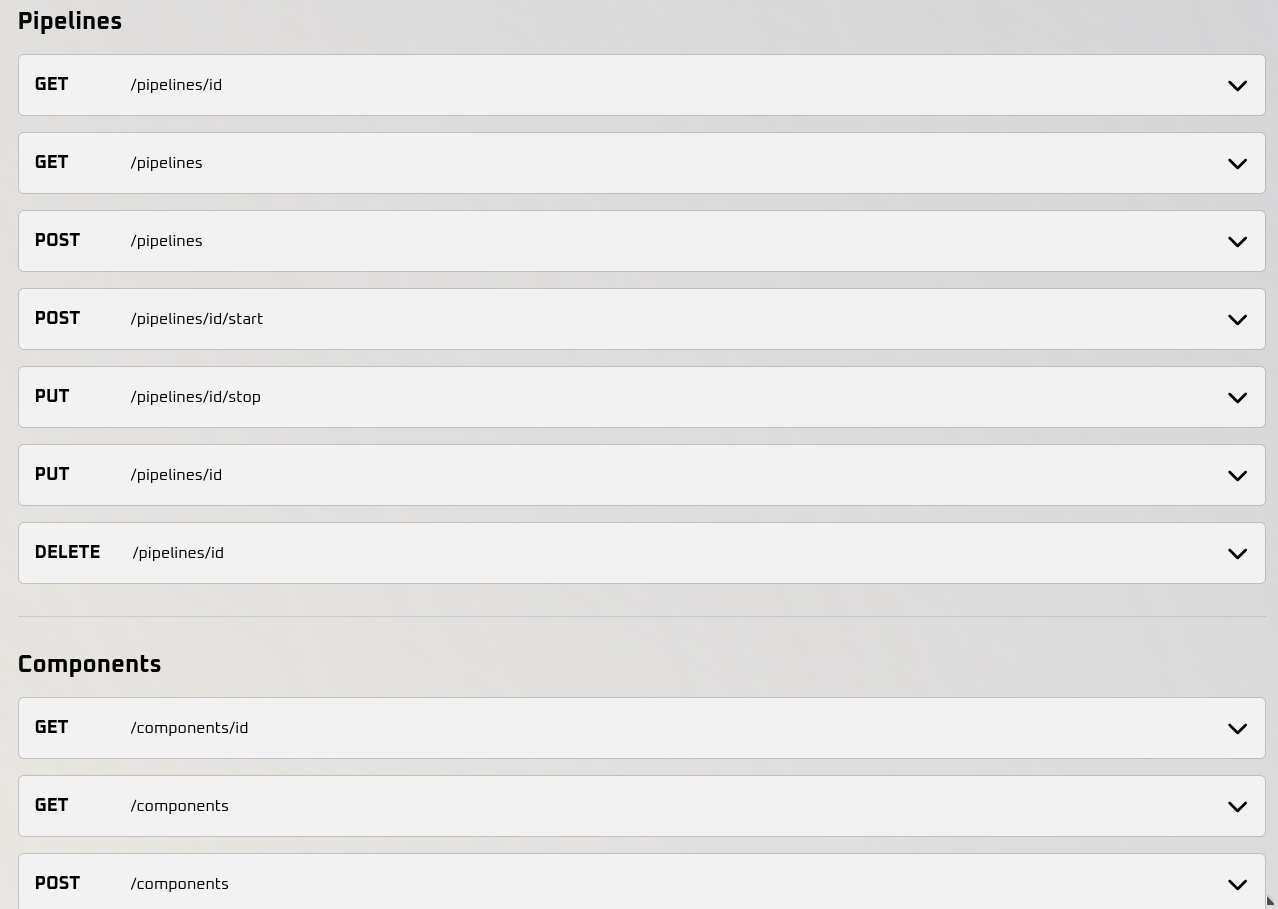 Pipelines
GET /pipelines/id
GET /pipelines
POST /pipelines
POST /pipelines/id/start
PUT /pipelines/id/stop
PUT /pipelines/id
DELETE /pipelines/id
Components
GET /components/id
GET /components
POST /components